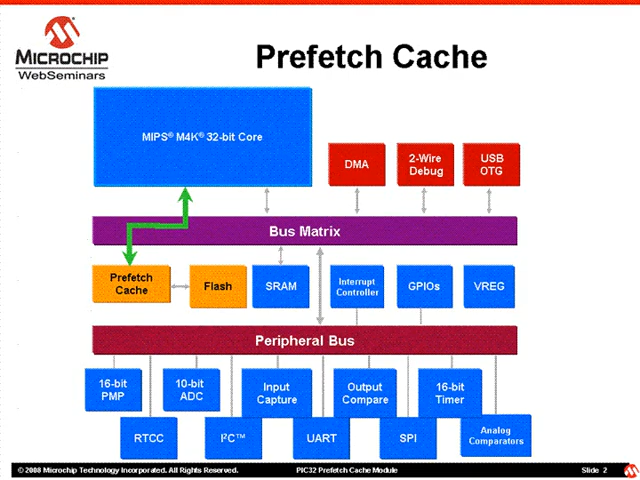 MICROCHIP
WebSeminars
Prefetch Cache
MIPS® M4K® 32-bit Core
DMA
2-Wire
Debug
USB
OTG
Bus Matrix
Prefetch
Cache
Flash
SRAM
Interrupt
Controller
GPIOs
VREG
Peripheral Bus
16-bit
PMP
10-bit
ADC
Input
Capture
Output
Compare
16-bit
Timer
RTCC
I²C™
UART
SPI
Analog
Comparators
© 2008 Microchip Technology Incorporated. All Rights Reserved.
PIC32 Prefetch Cache Module
Slide 2